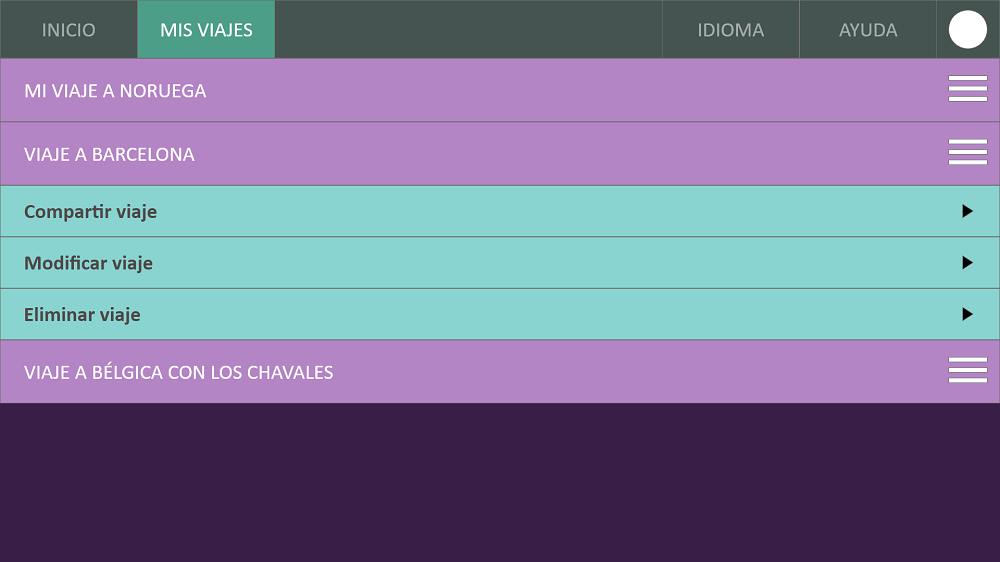 INICIO
MIS VIAJES
IDIOMA
AYUDA
MI VIAJE A NORUEGA
VIAJE A BARCELONA
Compartir viaje
Modificar viaje
Eliminar viaje
VIAJE A BÉLGICA CON LOS CHAVALES